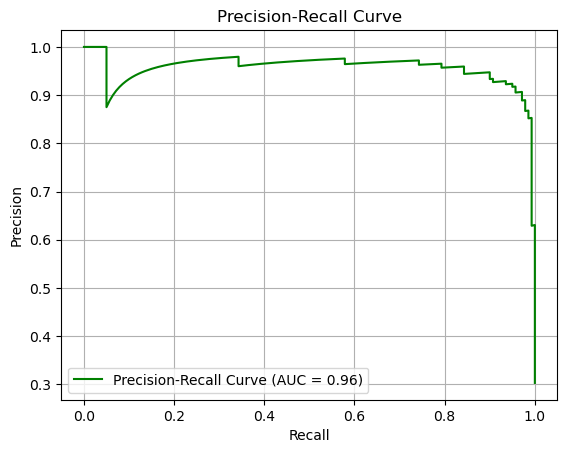 Precision-Recall Curve
1.0
0.9
0.8
0.7
0.6
0.5
0.4
0.3
Precision
Precision-Recall Curve (AUC = 0.96)
0.0 0.2 0.4 0.6 0.8 1.0
Recall